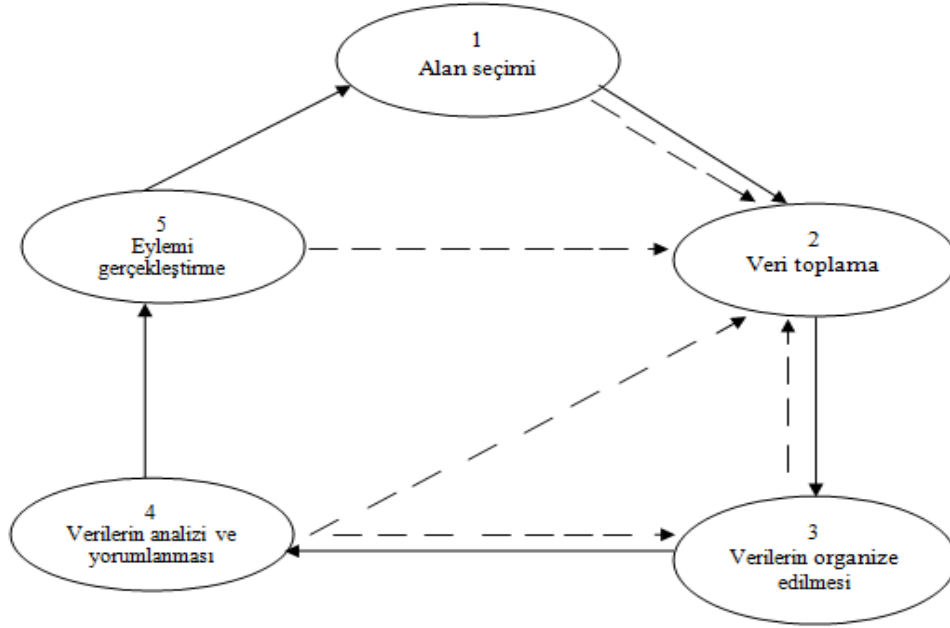 1
Alan seçimi
2
Veri toplama
3
Verilerin organize
edilmesi
4
Verilerin analizi ve
yorumlanması
5
Eylemi
gerçekleştirme